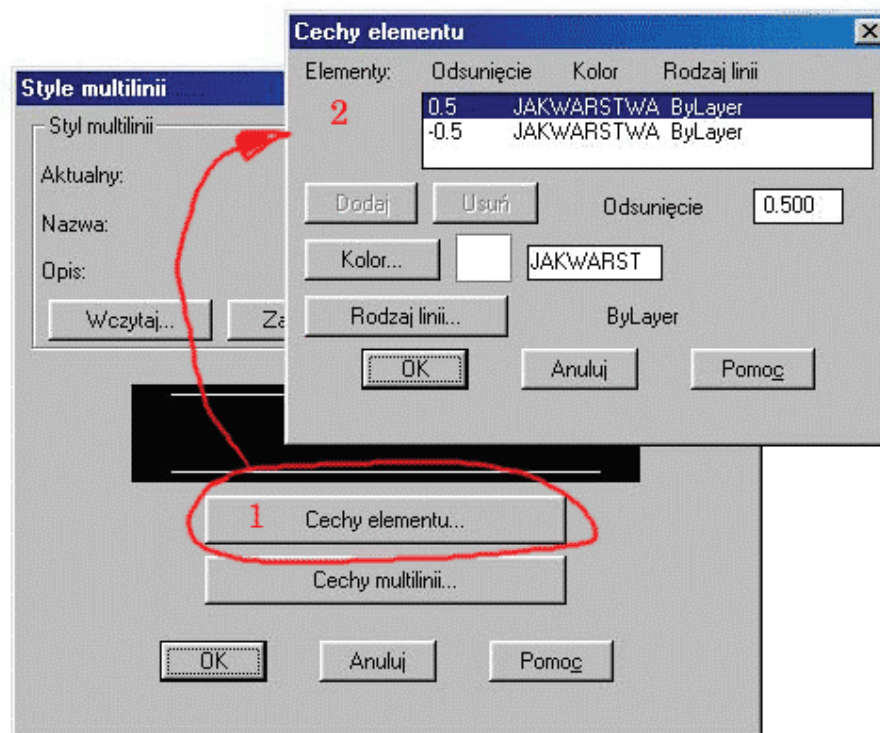 Cechy elementu
Elementy: Odsunięcie Kolor Rodzaj linii
2
0.5 JAKWARSTWA ByLayer
-0.5 JAKWARSTWA ByLayer
Dodaj Usuń Odsunięcie 0.500
Kolor... JAKWARST
Rodzaj linii... ByLayer
OK Anuluj Pomoc
Style multilinii
Styl multilinii
Aktualny:
Nazwa:
Opis:
Wczytaj... Za
1 Cechy elementu...
Cechy multilinii...
OK Anuluj Pomoc